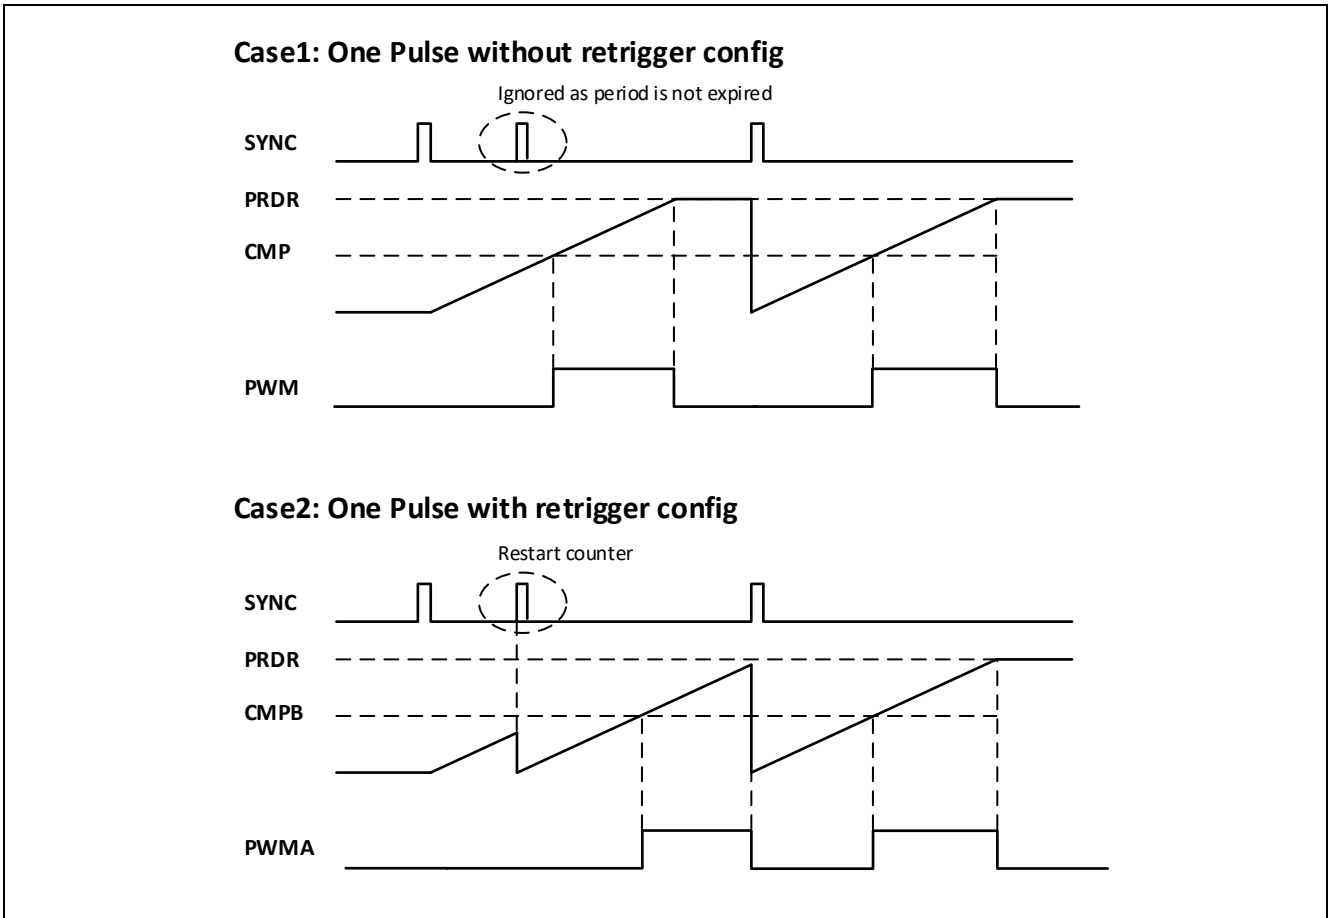 Case1: One Pulse without retrigger config
Ignored as period is not expired
SYNC
PRDR
CMP
PWM
Case2: One Pulse with retrigger config
Restart counter
SYNC
PRDR
CMPB
PWMA